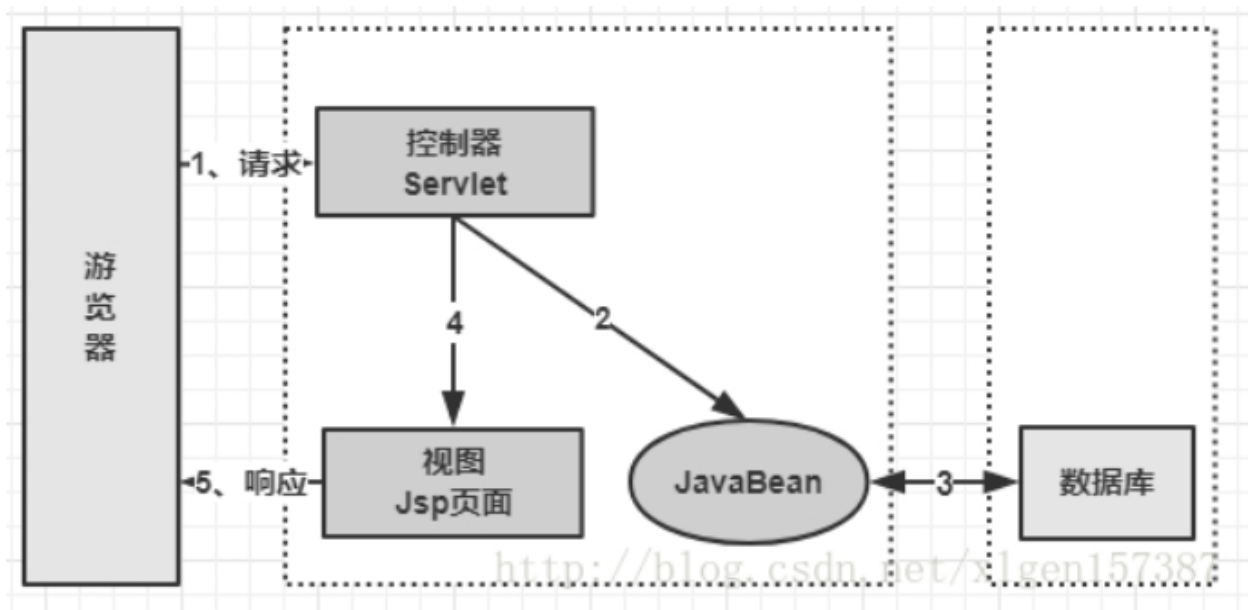 控制器
Servlet
1、请求
游
览
器
4
2
视图
Jsp页面
5、响应
JavaBean
3
数据库
http://blog.csdn.net/xlgen157387